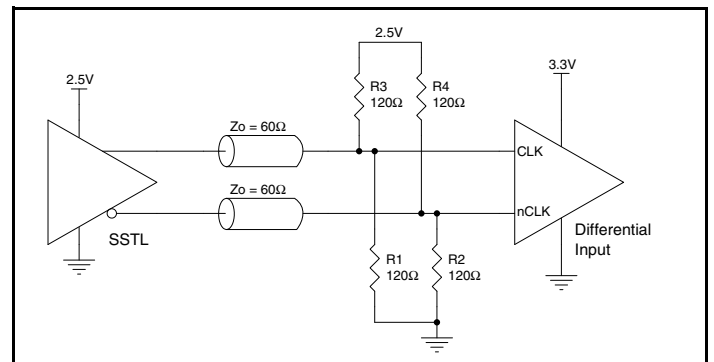 2.5V
3.3V
2.5V
R3
120Ω
R4
120Ω
Zo = 60Ω
CLK
Zo = 60Ω
nCLK
SSTL
Differential
Input
R1
120Ω
R2
120Ω